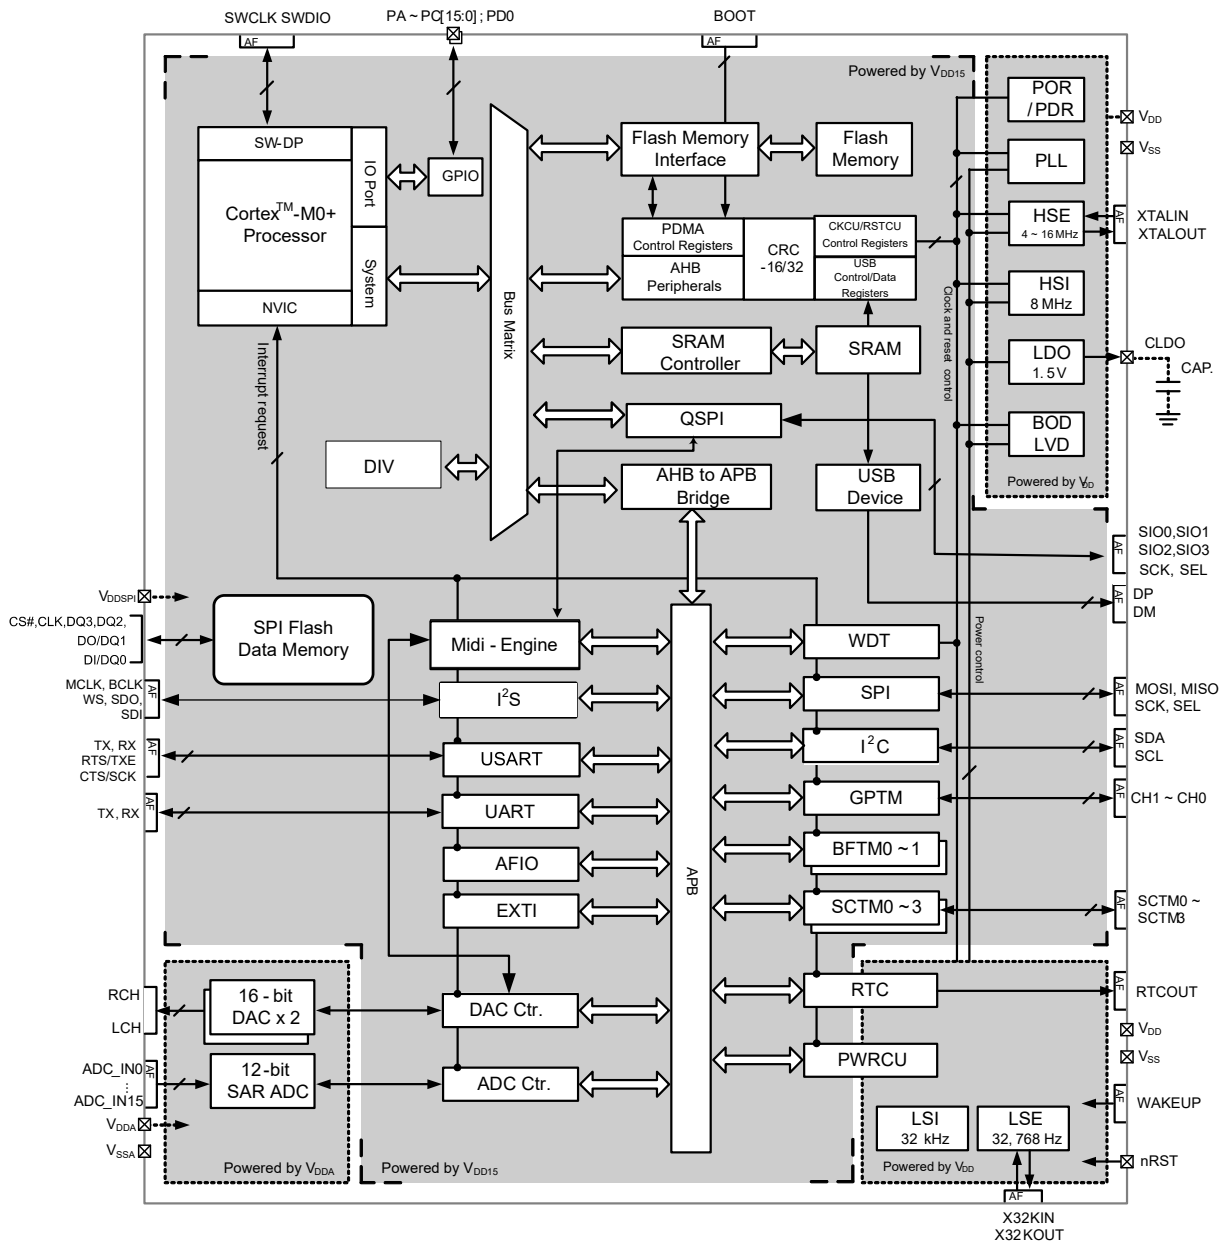 SWCLK SWDIO
PA ~ PC[15:0] ; PD0
BOOT
AF
AF
Powered by VDD15
POR
/PDR
VDD
VSS
SW-DP
IO Port
Cortex™-M0+
Processor
System
NVIC
GPIO
Bus Matrix
Flash Memory
Interface
Flash
Memory
PLL
HSE
4 ~ 16 MHz
AF
XTALIN
XTALOUT
PDMA
Control Registers
AHB
Peripherals
CRC
-16/32
CKCU/RSTCU
Control Registers
USB
Control/Data
Registers
Clock and reset control
HSI
8 MHz
Interrupt request
SRAM
Controller
SRAM
LDO
1.5 V
CLDO
CAP.
QSPI
BOD
LVD
DIV
AHB to APB
Bridge
USB
Device
Powered by VDD
AF
SIO0,SIO1
SIO2,SIO3
SCK, SEL
AF
DP
DM
VDDSPI
CS#,CLK,DQ3,DQ2,
DO/DQ1
DI/DQ0
SPI Flash
Data Memory
Midi - Engine
WDT
Power control
MCLK, BCLK
WS, SDO,
SDI
AF
I2S
SPI
AF
MOSI, MISO
SCK, SEL
TX, RX
RTS/TXE
CTS/SCK
AF
USART
I2C
AF
SDA
SCL
TX, RX
AF
UART
GPTM
AF
CH1 ~ CH0
AFIO
APB
BFTM0 ~ 1
EXTI
SCTM0 ~ 3
AF
SCTM0 ~
SCTM3
RCH
LCH
16 - bit
DAC x 2
DAC Ctr.
RTC
AF
RTCOUT
VDD
VSS
ADC_IN0
...
ADC_IN15
AF
12-bit
SAR ADC
ADC Ctr.
PWRCU
VDDA
VSSA
AF
WAKEUP
LSI
32 kHz
LSE
32,768 Hz
Powered by VDDA
Powered by VDD15
Powered by VDD
nRST
AF
X32KIN
X32KOUT